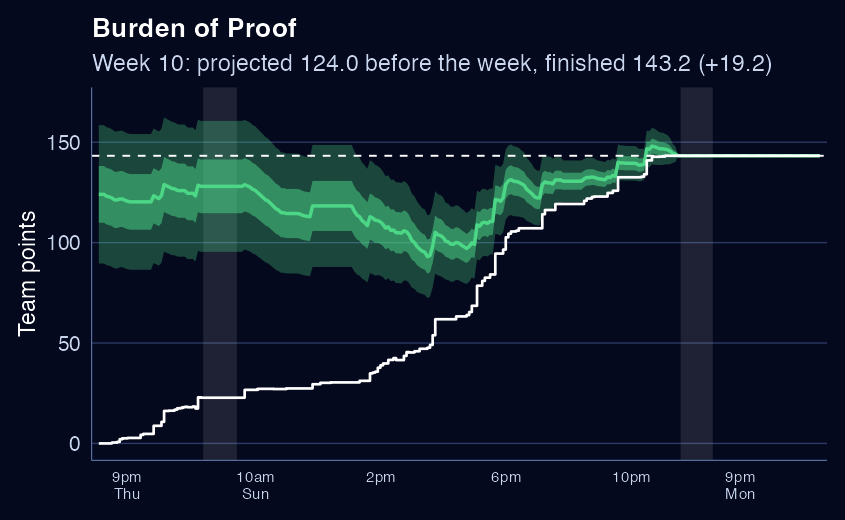 Burden of Proof
Week 10: projected 124.0 before the week, finished 143.2 (+19.2)
Team points
150
100
50
0
9pm
Thu
10am
Sun
2pm
6pm
10pm
9pm
Mon